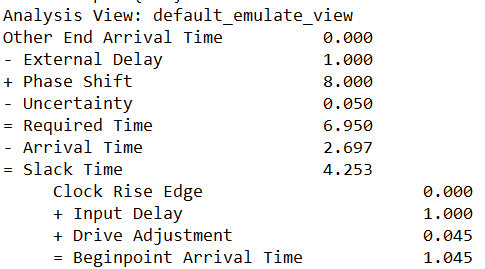 Analysis View: default_emulate_view
Other End Arrival Time 0.000
- External Delay 1.000
+ Phase Shift 8.000
- Uncertainty 0.050
= Required Time 6.950
- Arrival Time 2.697
= Slack Time 4.253
Clock Rise Edge 0.000
+ Input Delay 1.000
+ Drive Adjustment 0.045
= Beginpoint Arrival Time 1.045